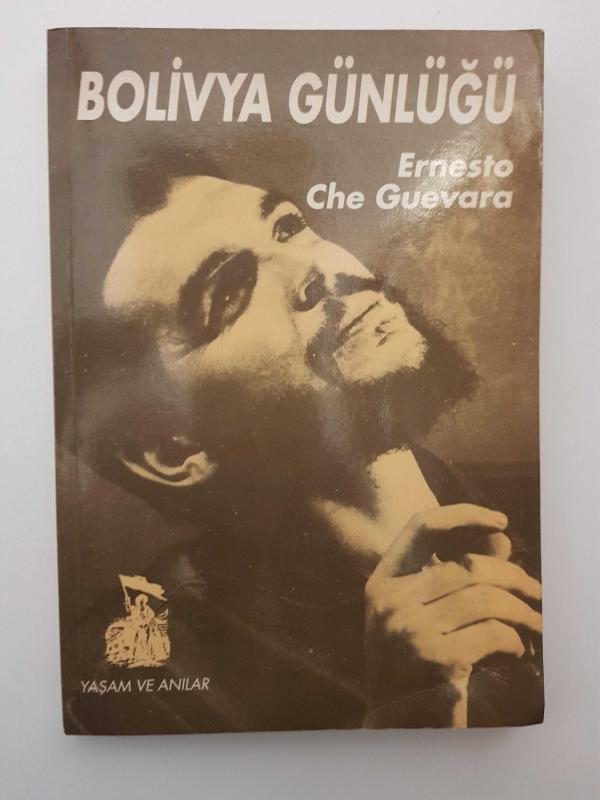 BOLİVYA GÜNLÜĞÜ
Ernesto
Che Guevara
YAŞAM VE ANILAR